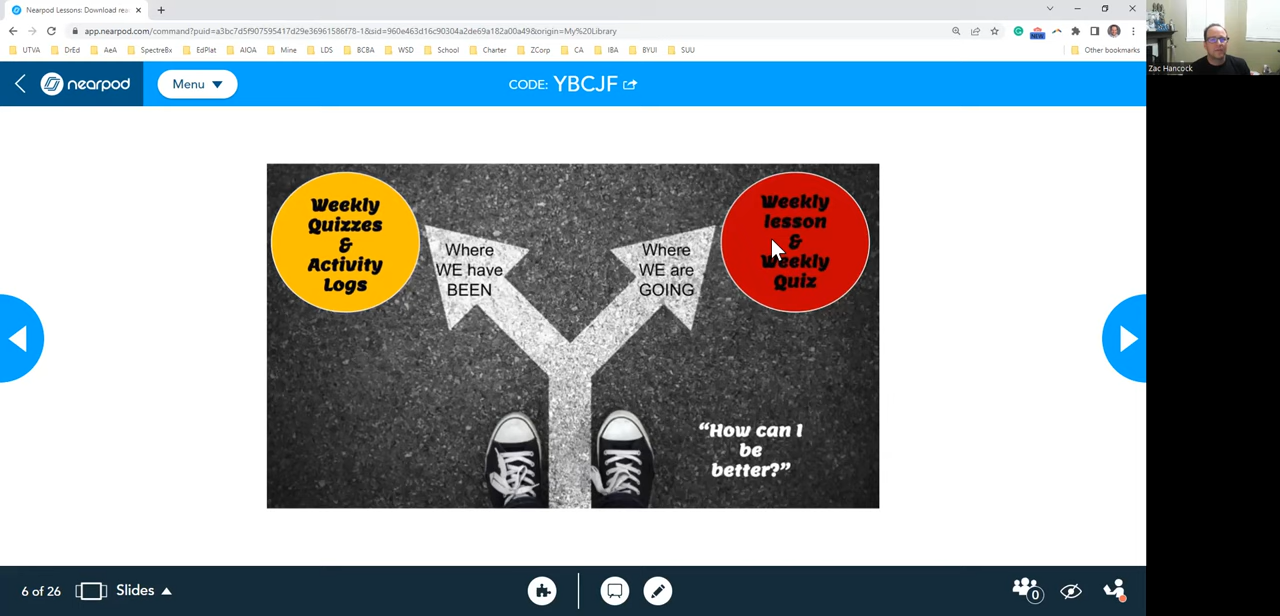 Nearpod Lessons: Download rea
app.nearpod.com/command?puid=a3bc7d5f907595417d29e36961586f78-1&sid=960e463d16c90304a2de69a182a00a49&origin=My%20Library
UTVA DrEd AeA SpectreBx EdPlat AIOA Mine LDS BCBA WSD School Charter ZCorp CA IBA BYUI SUU Other bookmarks
NEW
Zac Hancock
nearpod Menu CODE: YBCJF
Weekly
Quizzes
&
Activity
Logs
Where
WE have
BEEN
Where
WE are
GOING
Weekly
lesson
&
Weekly
Quiz
“How can I
be
better?”
6 of 26 Slides 0